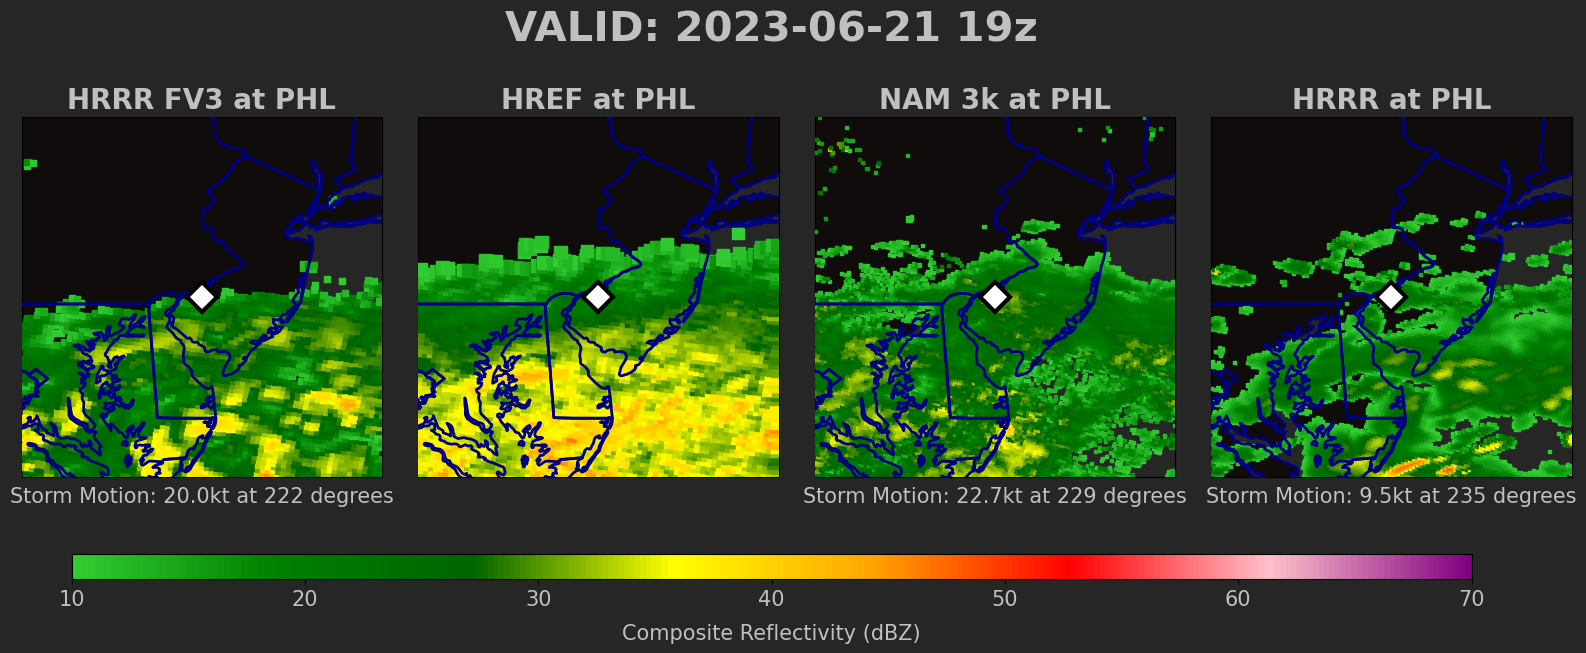 VALID: 2023-06-21 19z
HRRR FV3 at PHL
HREF at PHL
NAM 3k at PHL
HRRR at PHL
Storm Motion: 20.0kt at 222 degrees
Storm Motion: 22.7kt at 229 degrees
Storm Motion: 9.5kt at 235 degrees
10 20 30 40 50 60 70
Composite Reflectivity (dBZ)